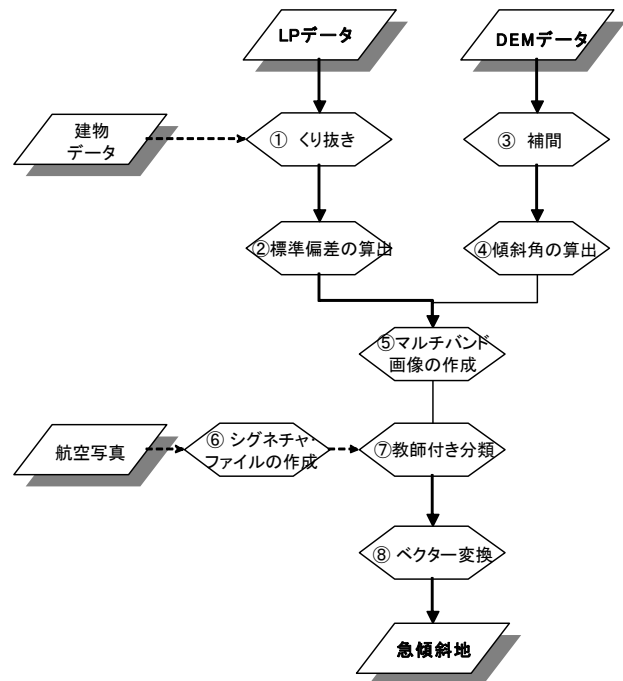 LPデータ
DEMデータ
建物
データ
① くり抜き
③ 補間
②標準偏差の算出
④傾斜角の算出
⑤マルチバンド
画像の作成
航空写真
⑥ シグネチャ・
ファイルの作成
⑦教師付き分類
⑧ ベクター変換
急傾斜地